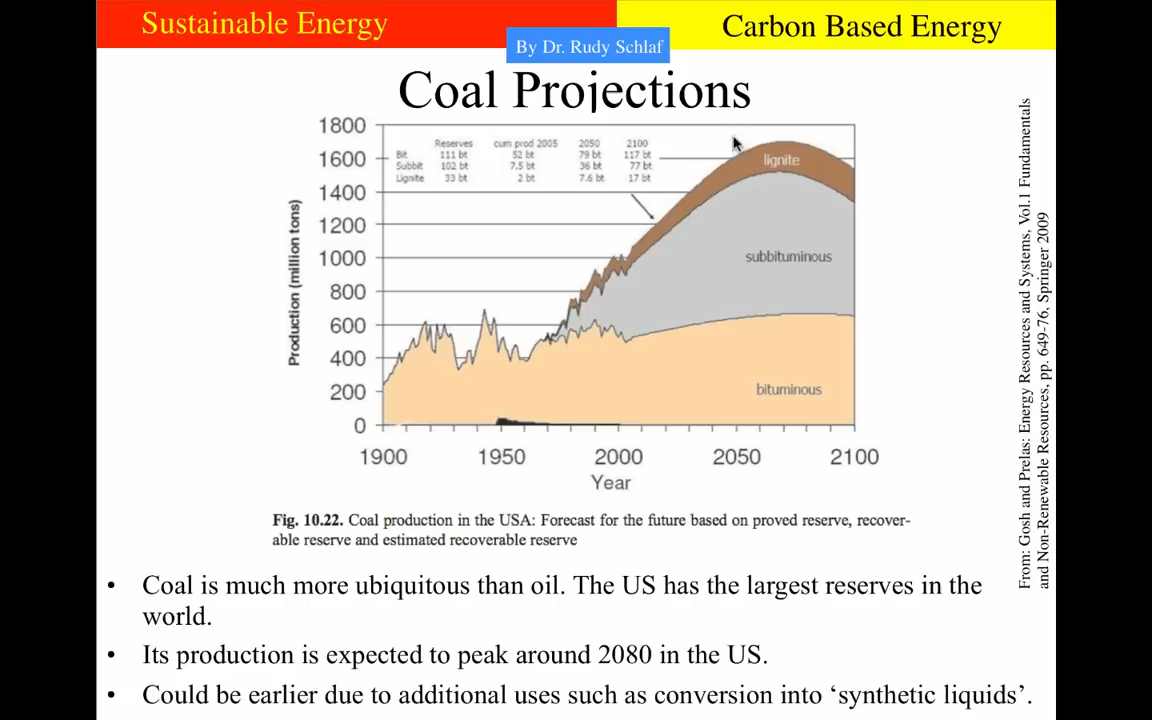 Sustainable Energy
Carbon Based Energy
By Dr. Rudy Schlaf
Coal Projections
1800
1600
1400
1200
1000
800
600
400
200
0
Production (million tons)
Reserves cum prod 2005 2050 2100
Bit 111 bt 52 bt 79 bt 117 bt
Subbit 102 bt 7.5 bt 36 bt 77 bt
Lignite 33 bt 2 bt 7.6 bt 17 bt
lignite
subbituminous
bituminous
1900 1950 2000 2050 2100
Year
Fig. 10.22. Coal production in the USA: Forecast for the future based on proved reserve, recover-
able reserve and estimated recoverable reserve
From: Gosh and Prelas: Energy Resources and Systems, Vol.1 Fundamentals
and Non-Renewable Resources, pp. 649-76, Springer 2009
• Coal is much more ubiquitous than oil. The US has the largest reserves in the
world.
• Its production is expected to peak around 2080 in the US.
• Could be earlier due to additional uses such as conversion into ‘synthetic liquids’.